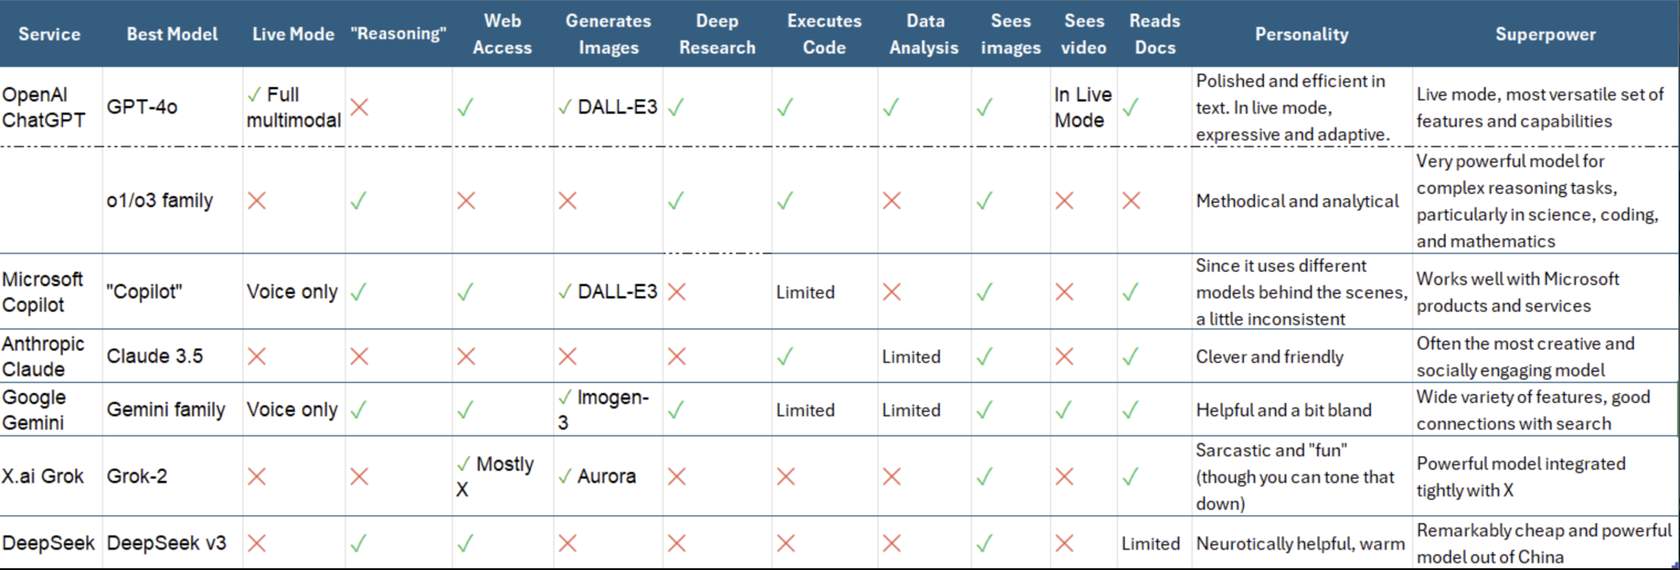 Service Best Model Live Mode "Reasoning" Web Access Generates Images Deep Research Executes Code Data Analysis Sees images Sees video Reads Docs Personality Superpower
OpenAI ChatGPT GPT-4o ✓ Full multimodal ✕ ✓ ✓ DALL-E3 ✓ ✓ ✓ ✓ In Live Mode ✓ Polished and efficient in text. In live mode, expressive and adaptive. Live mode, most versatile set of features and capabilities
o1/o3 family ✕ ✓ ✕ ✕ ✓ ✓ ✕ ✓ ✕ ✕ Methodical and analytical Very powerful model for complex reasoning tasks, particularly in science, coding, and mathematics
Microsoft Copilot "Copilot" Voice only ✓ ✓ ✓ DALL-E3 ✕ Limited ✕ ✓ ✕ ✓ Since it uses different models behind the scenes, a little inconsistent Works well with Microsoft products and services
Anthropic Claude Claude 3.5 ✕ ✕ ✕ ✕ ✕ ✓ Limited ✓ ✕ ✓ Clever and friendly Often the most creative and socially engaging model
Google Gemini Gemini family Voice only ✓ ✓ ✓ Imogen-3 ✓ Limited Limited ✓ ✓ ✓ Helpful and a bit bland Wide variety of features, good connections with search
X.ai Grok Grok-2 ✕ ✕ ✓ Mostly X ✓ Aurora ✕ ✕ ✕ ✓ ✕ ✓ Sarcastic and "fun" (though you can tone that down) Powerful model integrated tightly with X
DeepSeek DeepSeek v3 ✕ ✓ ✓ ✕ ✕ ✕ ✕ ✓ ✕ Limited Neurotically helpful, warm Remarkably cheap and powerful model out of China